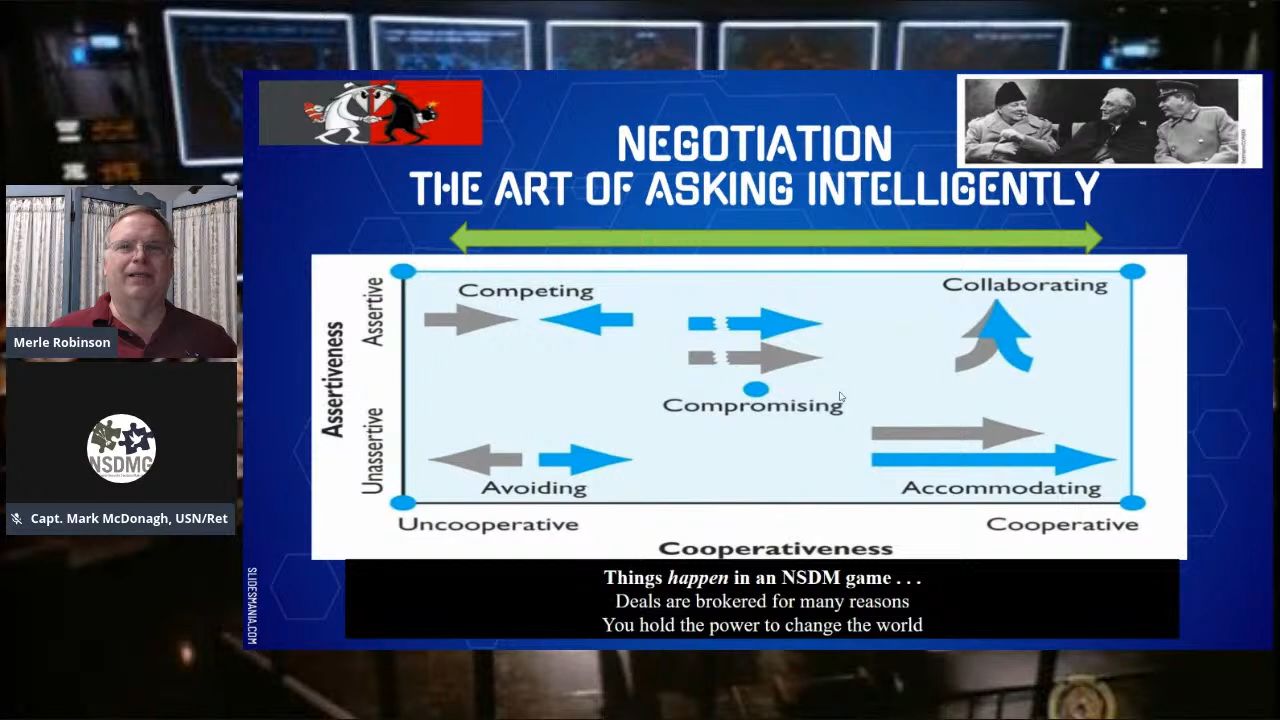 NEGOTIATION
THE ART OF ASKING INTELLIGENTLY
Assertiveness
Assertive
Unassertive
Competing
Collaborating
Compromising
Avoiding
Accommodating
Uncooperative
Cooperative
Cooperativeness
Things happen in an NSDM game . . .
Deals are brokered for many reasons
You hold the power to change the world
SLIDESMANIA.COM
Merle Robinson
NSDMG
Capt. Mark McDonagh, USN/Ret